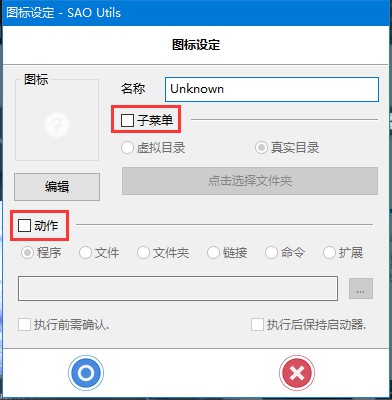 图标设定 - SAO Utils
图标设定
图标
名称 Unknown
子菜单
虚拟目录 真实目录
编辑 点击选择文件夹
动作
程序 文件 文件夹 链接 命令 扩展
...
执行前需确认. 执行后保持启动器.